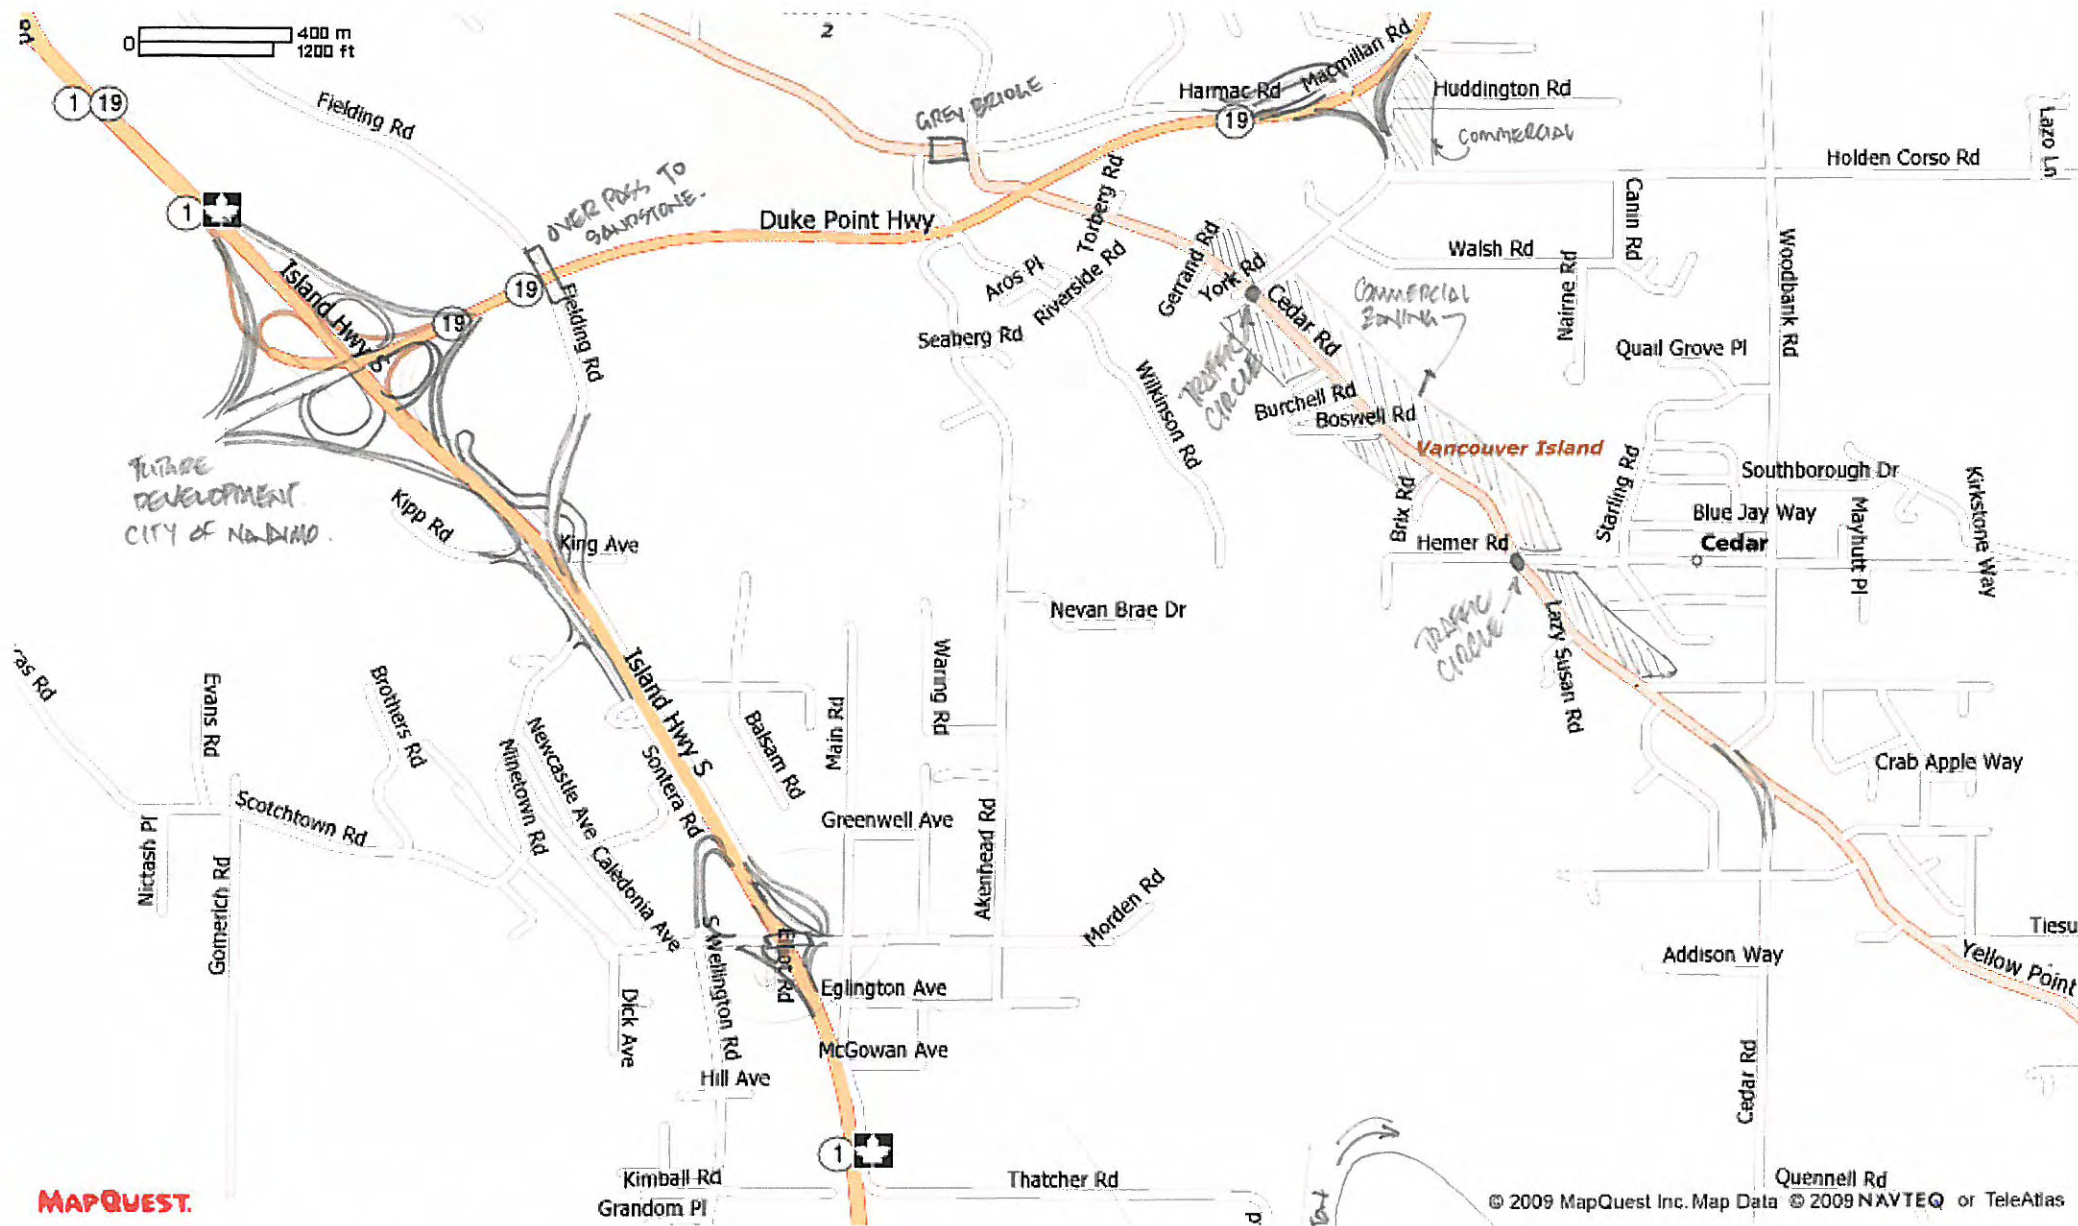 Rd
0
400 m
1200 ft
2
1
19
Fielding Rd
GREY BRIDGE
Harmac Rd
Macmillan Rd
19
Huddington Rd
COMMERCIAL
Lazo Ln
Holden Corso Rd
1
OVER PASS TO
SANDSTONE.
Duke Point Hwy
Torberg Rd
Canin Rd
Walsh Rd
Woodbank Rd
Gerrand Rd
York Rd
Cedar Rd
COMMERCIAL
ZONING
Nairne Rd
Island Hwy S
19
19
Fielding Rd
Aros Pl
Riverside Rd
Seaberg Rd
Quail Grove Pl
TRAFFIC
CIRCLE
Wilkinson Rd
Burchell Rd
Boswell Rd
Vancouver Island
FUTURE
DEVELOPMENT.
CITY OF NANAIMO.
Kipp Rd
King Ave
Brix Rd
Hemer Rd
Starling Rd
Southborough Dr
Blue Jay Way
Cedar
Mayhutt Pl
Kirkstone Way
Nevan Brae Dr
TRAFFIC
CIRCLE
Lazy Susan Rd
ras Rd
Evans Rd
Brothers Rd
Island Hwy S
Waring Rd
Main Rd
Balsam Rd
Newcastle Ave
Ninetown Rd
Sontera Rd
Crab Apple Way
Scotchtown Rd
Nictash Pl
Gomerich Rd
Greenwell Ave
Akenhead Rd
Caledonia Ave
Morden Rd
S Wellington Rd
Elliot Rd
Tiesu
Addison Way
Yellow Point
Dick Ave
Eglington Ave
McGowan Ave
Hill Ave
Cedar Rd
1
Kimball Rd
Thatcher Rd
Quennell Rd
MAPQUEST.
Grandom Pl
© 2009 MapQuest Inc. Map Data © 2009 NAVTEQ or TeleAtlas